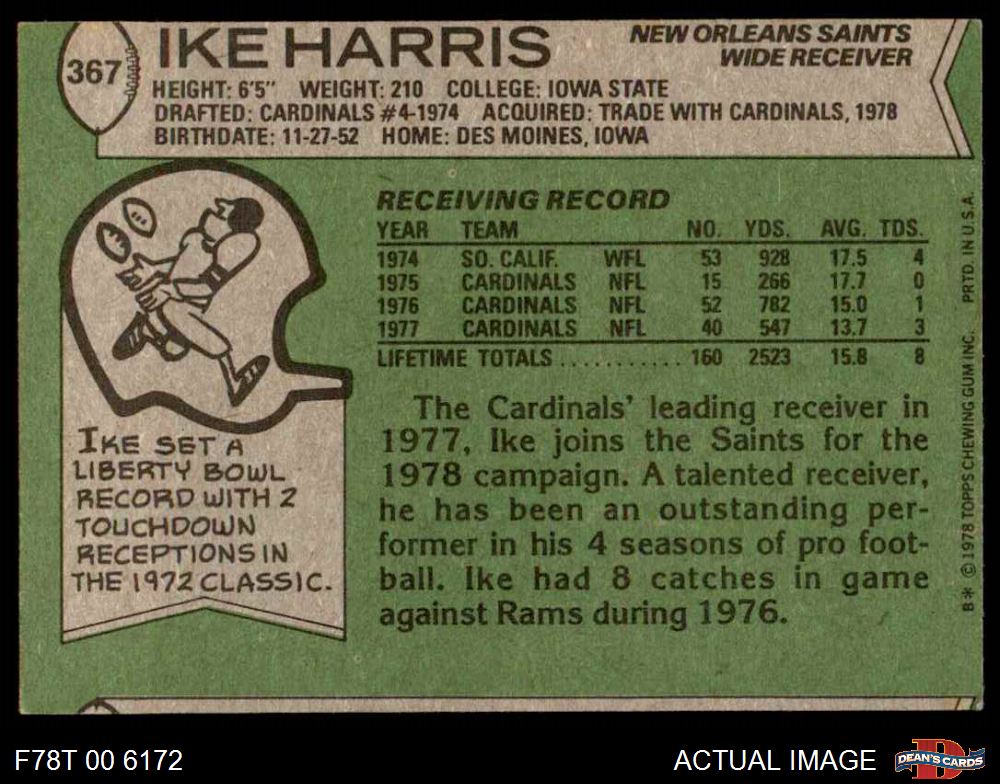 367
IKE HARRIS
NEW ORLEANS SAINTS
WIDE RECEIVER
HEIGHT: 6'5" WEIGHT: 210 COLLEGE: IOWA STATE
DRAFTED: CARDINALS #4-1974 ACQUIRED: TRADE WITH CARDINALS, 1978
BIRTHDATE: 11-27-52 HOME: DES MOINES, IOWA
RECEIVING RECORD
YEAR TEAM NO. YDS. AVG. TDS.
1974 SO. CALIF. WFL 53 928 17.5 4
1975 CARDINALS NFL 15 266 17.7 0
1976 CARDINALS NFL 52 782 15.0 1
1977 CARDINALS NFL 40 547 13.7 3
LIFETIME TOTALS........... 160 2523 15.8 8
IKE SET A
LIBERTY BOWL
RECORD WITH 2
TOUCHDOWN
RECEPTIONS IN
THE 1972 CLASSIC.
The Cardinals' leading receiver in
1977, Ike joins the Saints for the
1978 campaign. A talented receiver,
he has been an outstanding per-
former in his 4 seasons of pro foot-
ball. Ike had 8 catches in game
against Rams during 1976.
B* ©1978 TOPPS CHEWING GUM INC. PRTD. IN U.S.A.
F78T 00 6172
ACTUAL IMAGE
D
DEAN'S CARDS